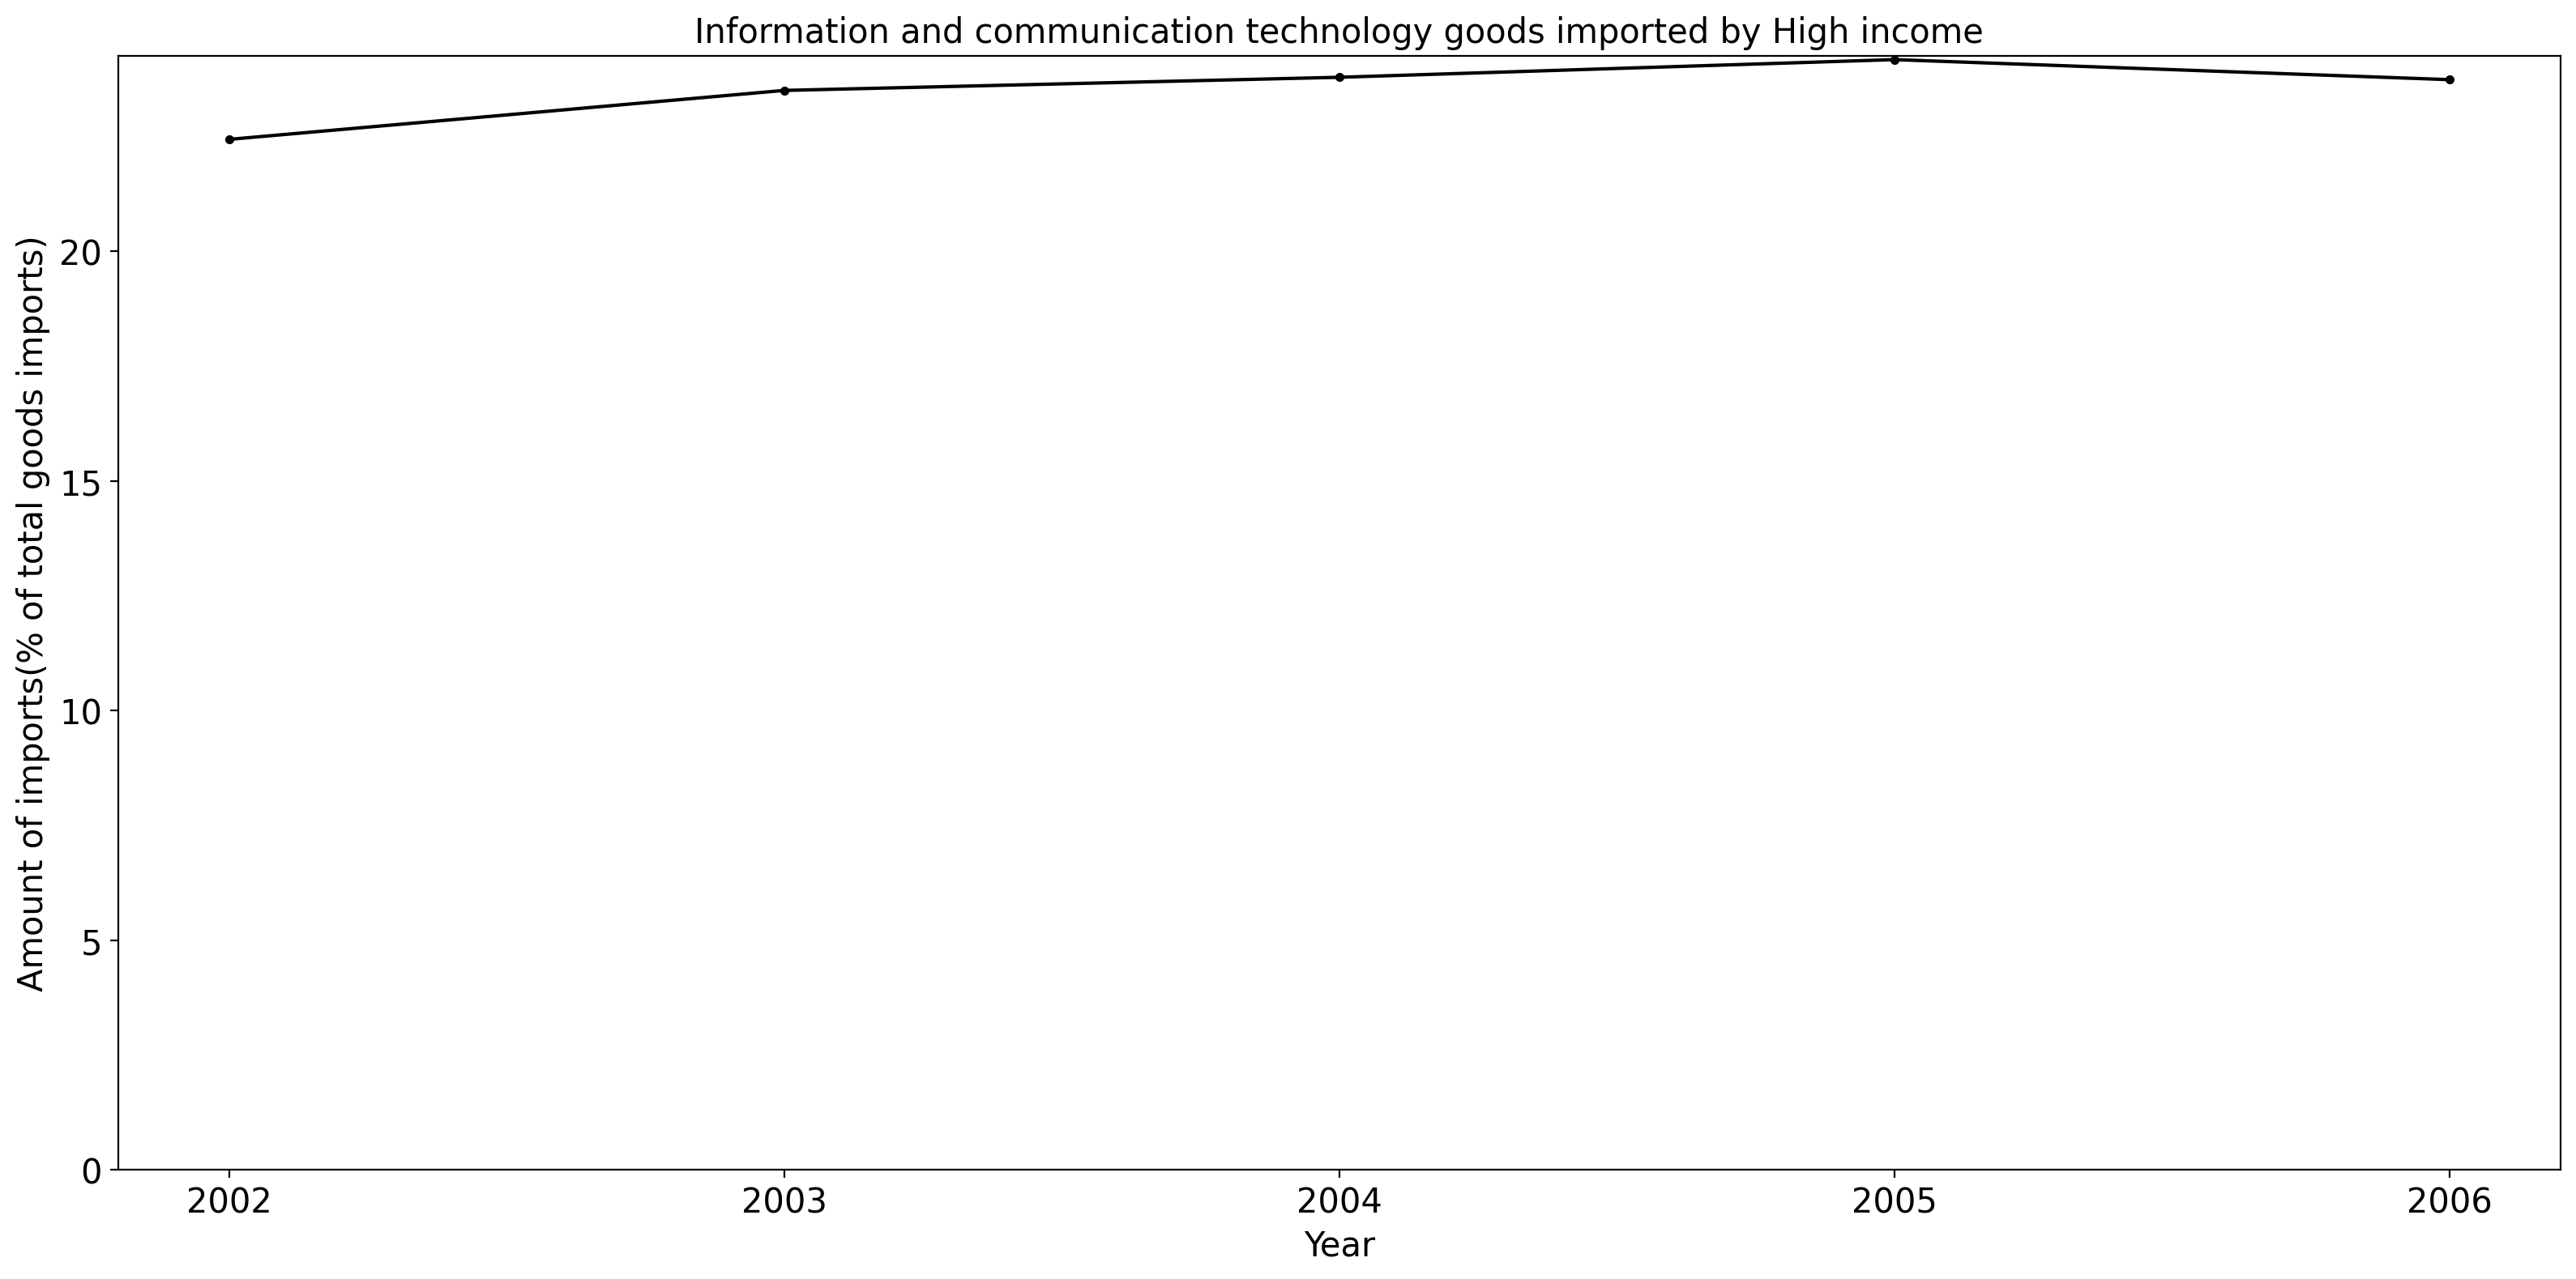 Information and communication technology goods imported by High income
Amount of imports(% of total goods imports)
20
15
10
5
0
2002 2003 2004 2005 2006
Year